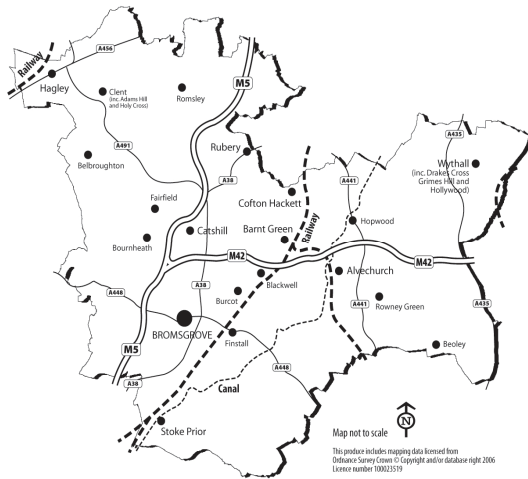 A456
Railway
Hagley
Clent
(inc. Adams Hill
and Holy Cross)
Romsley
M5
A491
Rubery
A435
Wythall
(inc. Drakes Cross
Grimes Hill and
Hollywood)
Belbroughton
A38
A441
Cofton Hackett
Fairfield
Hopwood
Bournheath
Catshill
Barnt Green
Railway
M42
M42
Alvechurch
Blackwell
A448
A38
Burcot
A441
Rowney Green
A435
BROMSGROVE
Finstall
M5
Beoley
A448
A38
Canal
Stoke Prior
N
Map not to scale
This produce includes mapping data licensed from
Ordnance Survey Crown © Copyright and/or database right 2006
Licence number 100023519